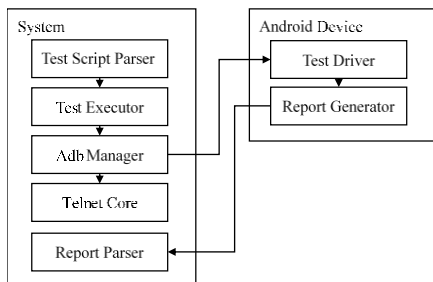 System
Test Script Parser
Test Executor
Adb Manager
Telnet Core
Report Parser
Android Device
Test Driver
Report Generator